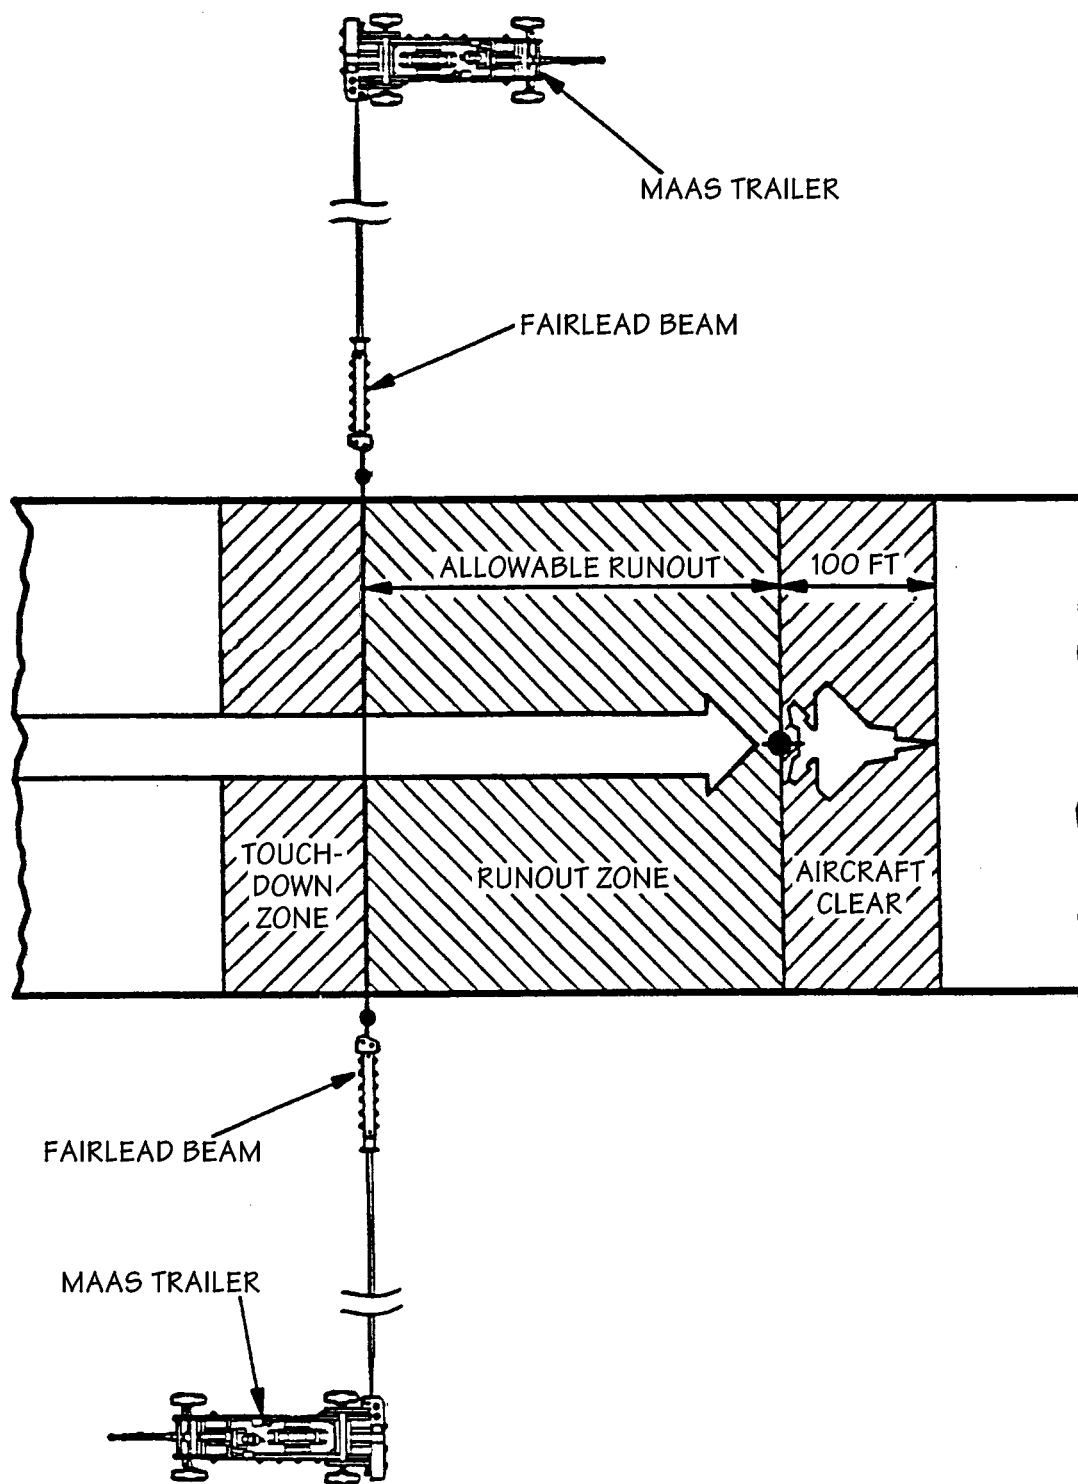 MAAS TRAILER
FAIRLEAD BEAM
ALLOWABLE RUNOUT
100 FT
TOUCH-
DOWN
ZONE
RUNOUT ZONE
AIRCRAFT
CLEAR
FAIRLEAD BEAM
MAAS TRAILER